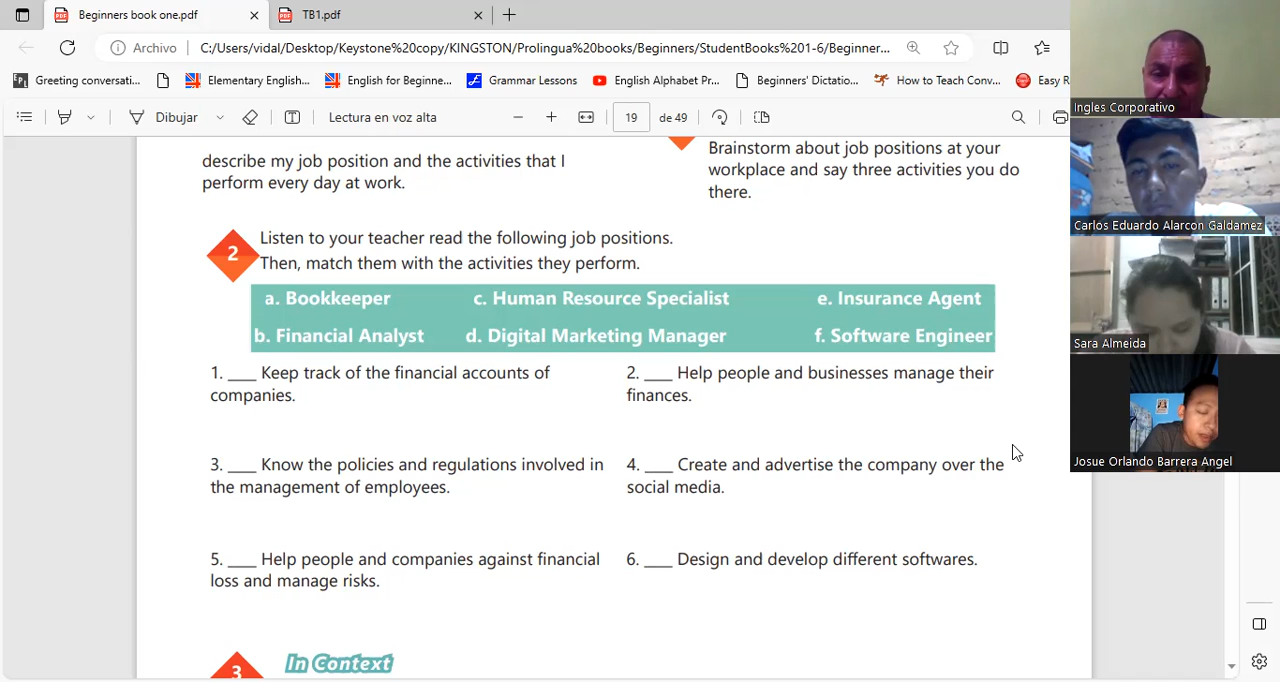 Beginners book one.pdf
TB1.pdf
Archivo
C:/Users/vidal/Desktop/Keystone%20copy/KINGSTON/Prolingua%20books/Beginners/StudentBooks%201-6/Beginner...
Greeting conversati...
Elementary English...
English for Beginne...
Grammar Lessons
English Alphabet Pr...
Beginners' Dictatio...
How to Teach Conv...
Easy R
Dibujar
Lectura en voz alta
19
de 49
describe my job position and the activities that I
perform every day at work.
Brainstorm about job positions at your
workplace and say three activities you do
there.
2
Listen to your teacher read the following job positions.
Then, match them with the activities they perform.
a. Bookkeeper
c. Human Resource Specialist
e. Insurance Agent
b. Financial Analyst
d. Digital Marketing Manager
f. Software Engineer
1. ___ Keep track of the financial accounts of
companies.
2. ___ Help people and businesses manage their
finances.
3. ___ Know the policies and regulations involved in
the management of employees.
4. ___ Create and advertise the company over the
social media.
5. ___ Help people and companies against financial
loss and manage risks.
6. ___ Design and develop different softwares.
3
In Context
Ingles Corporativo
Carlos Eduardo Alarcon Galdamez
Sara Almeida
Josue Orlando Barrera Angel